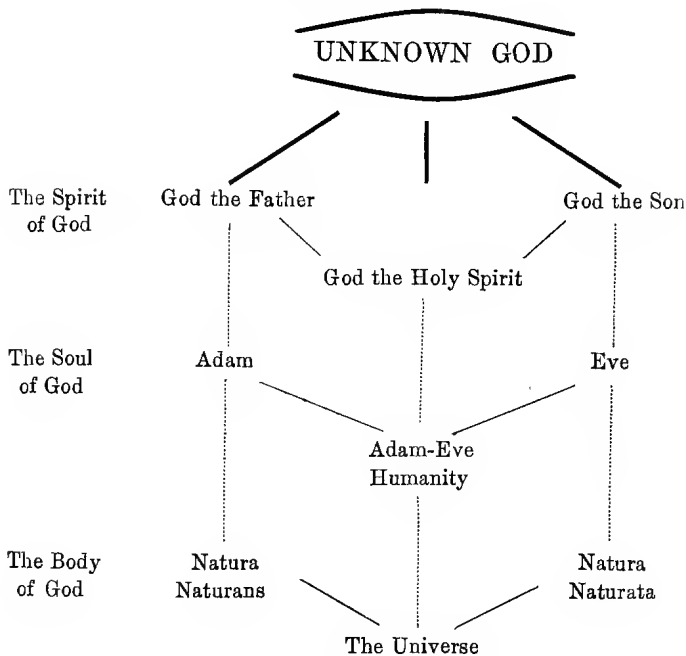 UNKNOWN GOD
The Spirit
of God
God the Father
God the Son
God the Holy Spirit
The Soul
of God
Adam
Eve
Adam-Eve
Humanity
The Body
of God
Natura
Naturans
Natura
Naturata
The Universe